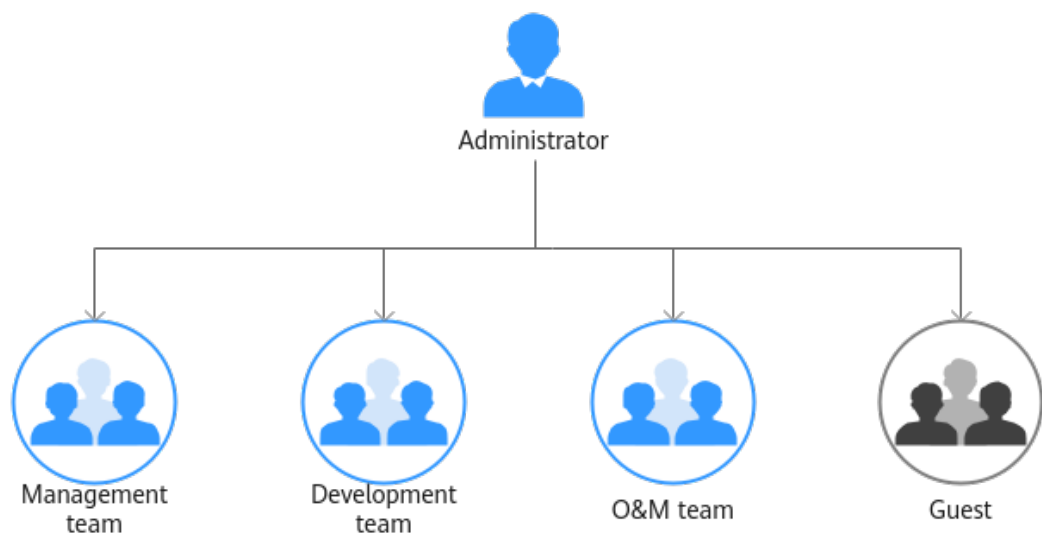 Administrator
Management
team
Development
team
O&M team
Guest